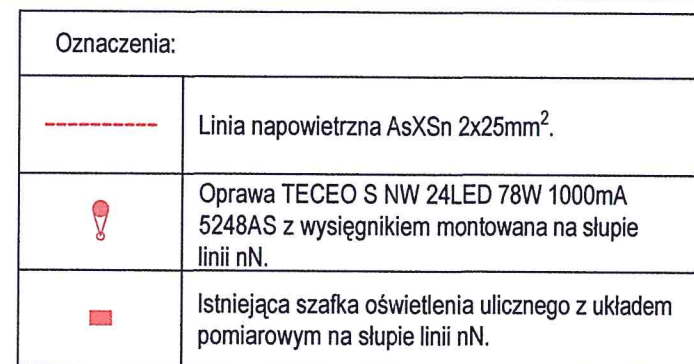 Oznaczenia:
Linia napowietrzna AsXSn 2x25mm².
Oprawa TECEO S NW 24LED 78W 1000mA
5248AS z wysięgnikiem montowana na słupie
linii nN.
Istniejąca szafka oświetlenia ulicznego z układem
pomiarowym na słupie linii nN.